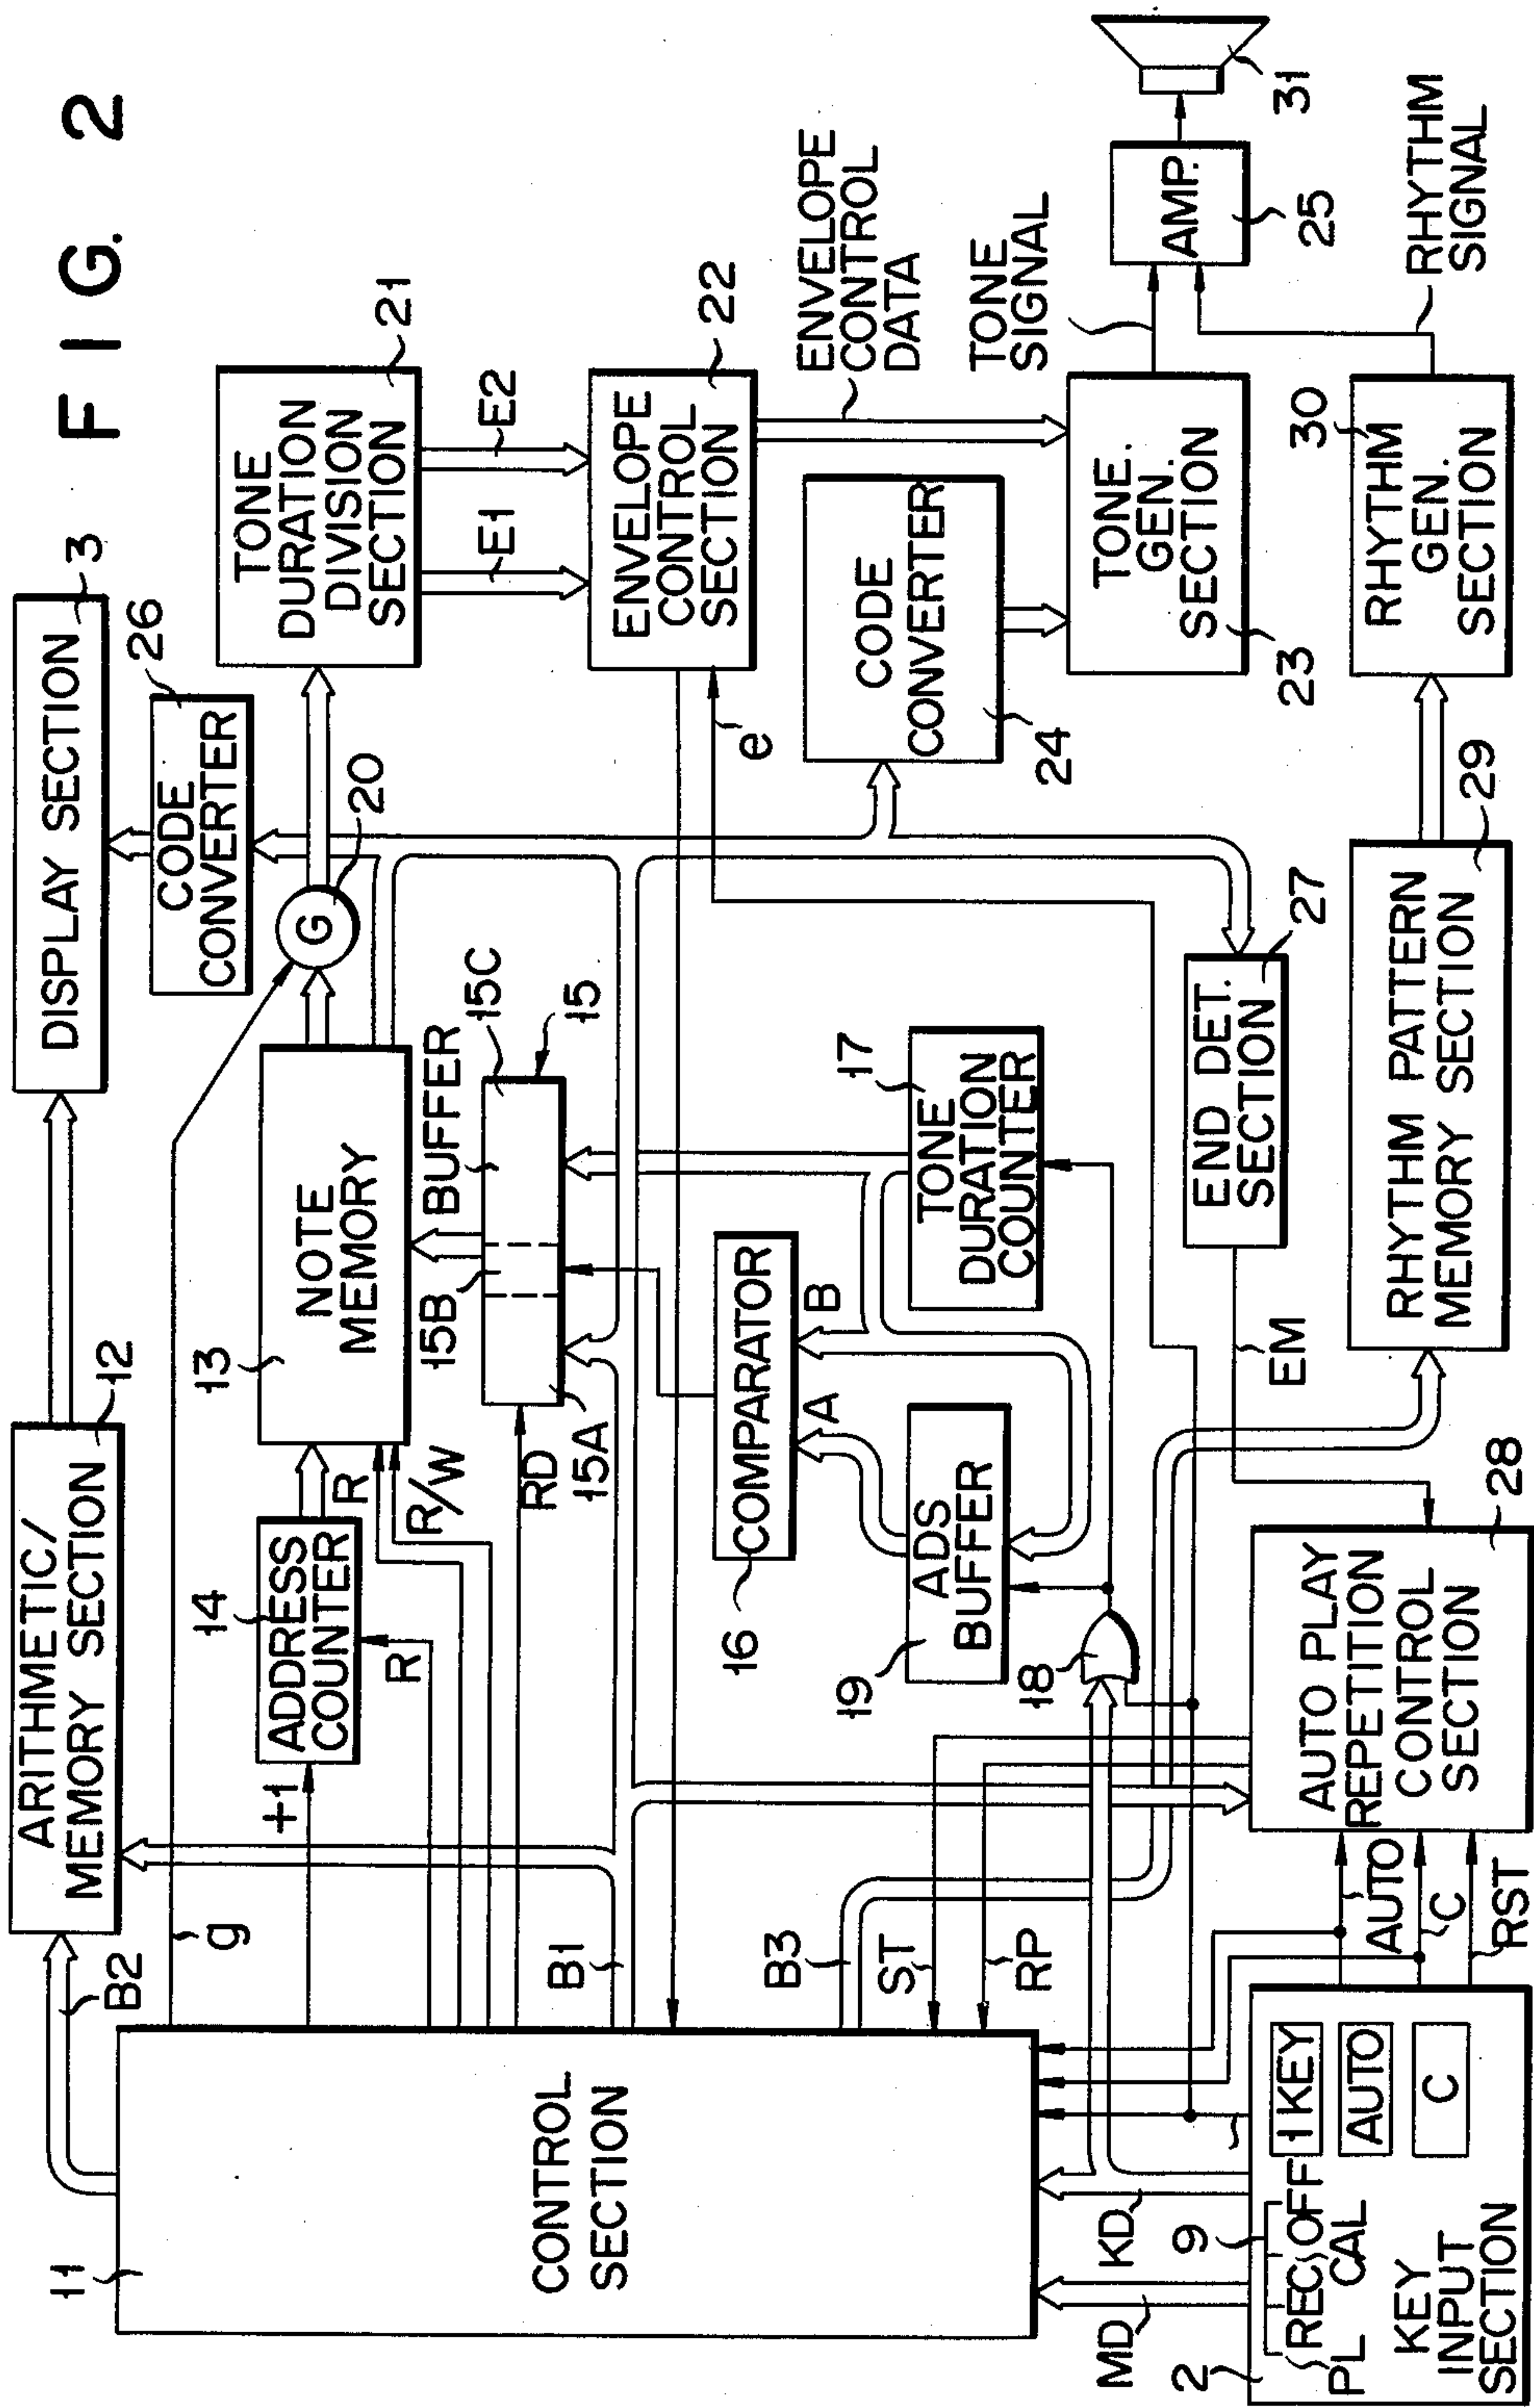 FIG. 2
ARITHMETIC/
MEMORY SECTION
12
DISPLAY SECTION
3
B2
g
CODE
CONVERTER
26
+1
14
ADDRESS
COUNTER
R
R
R/W
13
NOTE
MEMORY
G
20
TONE
DURATION
DIVISION
SECTION
21
E1
E2
BUFFER
15C
15
15B
15A
RD
11
CONTROL
SECTION
B1
ENVELOPE
CONTROL
SECTION
22
e
ENVELOPE
CONTROL
DATA
16
COMPARATOR
A
B
17
TONE
DURATION
COUNTER
19
ADS
BUFFER
18
B3
ST
RP
CODE
CONVERTER
24
TONE.
GEN.
SECTION
23
TONE
SIGNAL
AMP.
25
31
RHYTHM
SIGNAL
END DET.
SECTION
27
EM
MD
KD
2
9
PL
REC
CAL
OFF
1 KEY
AUTO
C
KEY
INPUT
SECTION
AUTO
C
RST
AUTO PLAY
REPETITION
CONTROL
SECTION
28
RHYTHM PATTERN
MEMORY SECTION
29
RHYTHM
GEN.
SECTION
30